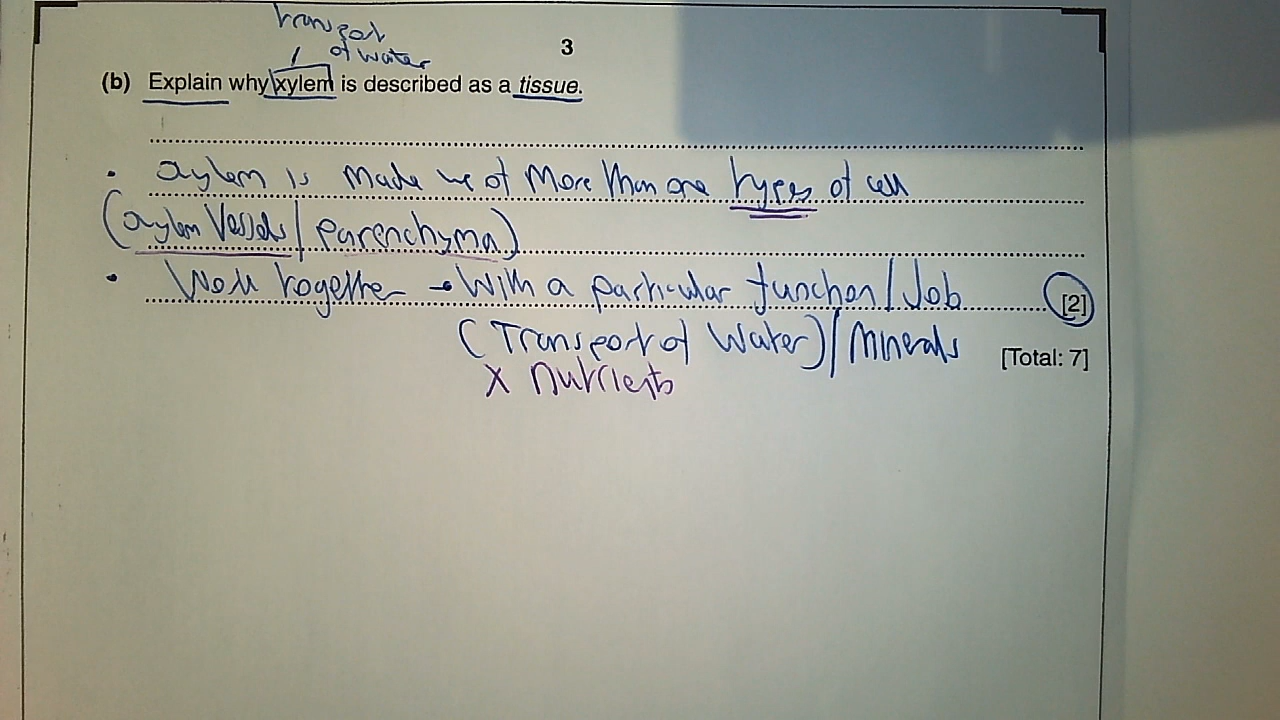 Transport
of water
3
(b) Explain why xylem is described as a tissue.
• Xylem is made up of more than one types of cell
(xylem vessels / parenchyma)
• Work together → with a particular function / Job
[2]
(Transport of water) / minerals
[Total: 7]
X nutrients